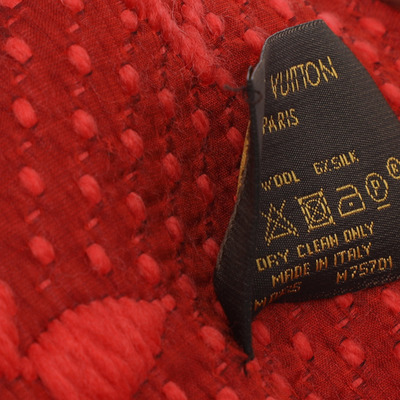 VUITTON
PARIS
WOOL 6% SILK
P
DRY CLEAN ONLY
MADE IN ITALY
M75701